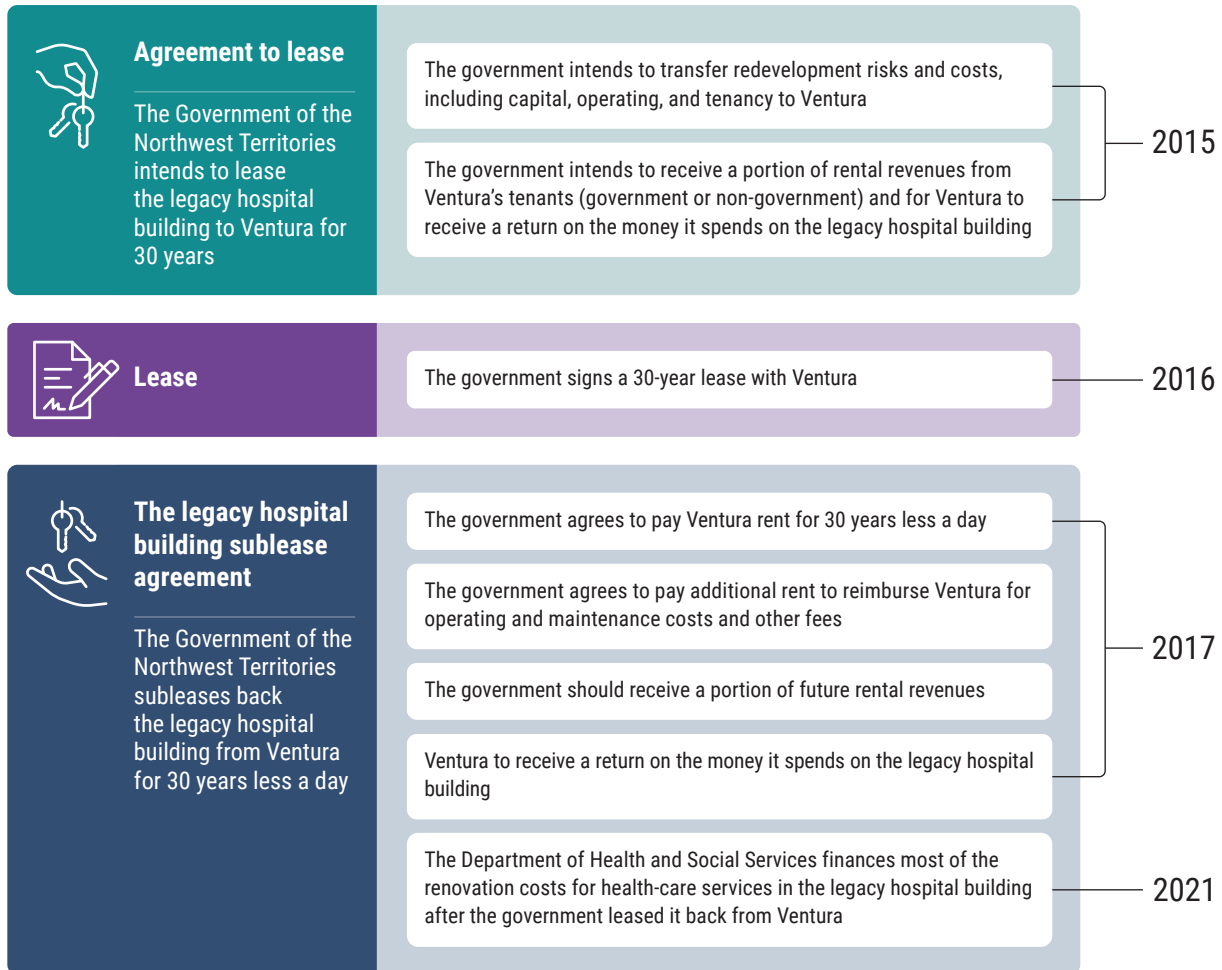 Agreement to lease
The Government of the
Northwest Territories
intends to lease
the legacy hospital
building to Ventura for
30 years
The government intends to transfer redevelopment risks and costs,
including capital, operating, and tenancy to Ventura
The government intends to receive a portion of rental revenues from
Ventura’s tenants (government or non-government) and for Ventura to
receive a return on the money it spends on the legacy hospital building
2015
Lease
The government signs a 30-year lease with Ventura
2016
The legacy hospital
building sublease
agreement
The Government of the
Northwest Territories
subleases back
the legacy hospital
building from Ventura
for 30 years less a day
The government agrees to pay Ventura rent for 30 years less a day
The government agrees to pay additional rent to reimburse Ventura for
operating and maintenance costs and other fees
The government should receive a portion of future rental revenues
Ventura to receive a return on the money it spends on the legacy hospital
building
2017
The Department of Health and Social Services finances most of the
renovation costs for health-care services in the legacy hospital building
after the government leased it back from Ventura
2021